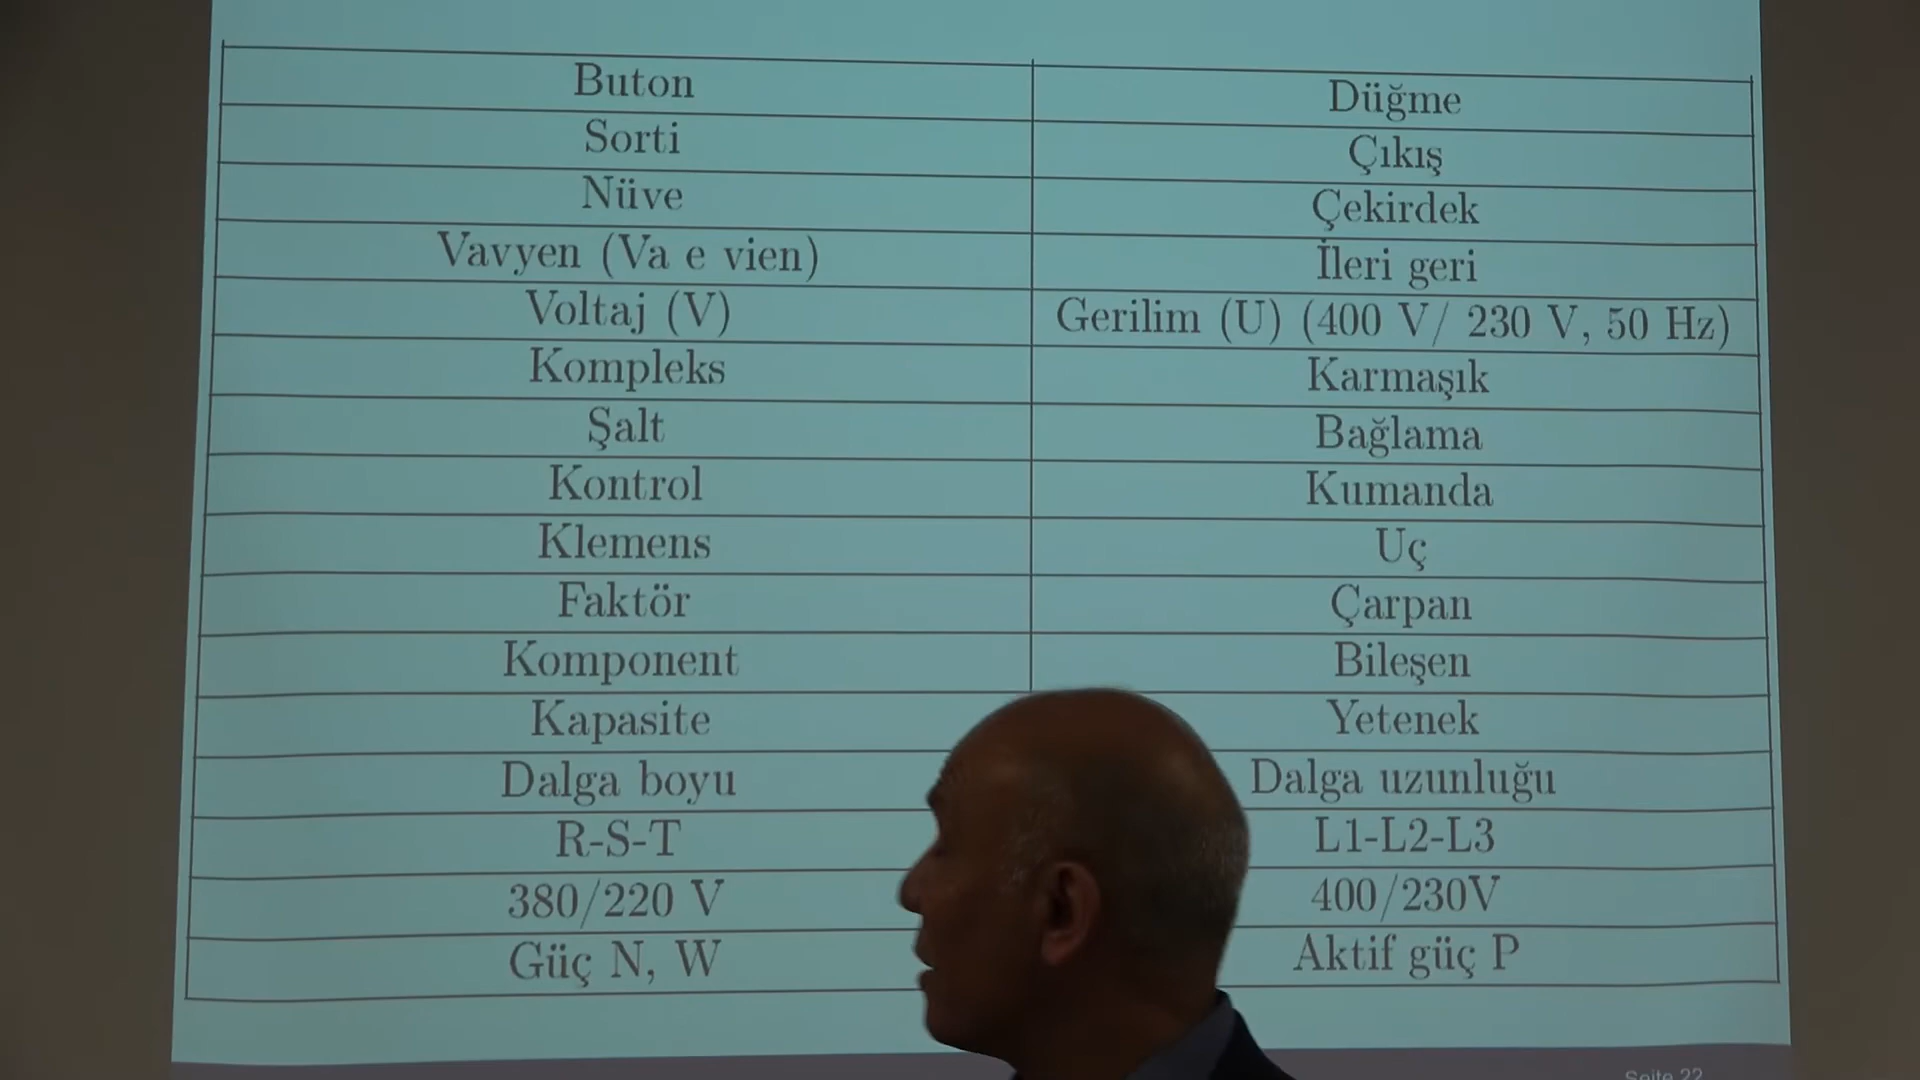 Buton Düğme
Sorti Çıkış
Nüve Çekirdek
Vavyen (Va e vien) İleri geri
Voltaj (V) Gerilim (U) (400 V/ 230 V, 50 Hz)
Kompleks Karmaşık
Şalt Bağlama
Kontrol Kumanda
Klemens Uç
Faktör Çarpan
Komponent Bileşen
Kapasite Yetenek
Dalga boyu Dalga uzunluğu
R-S-T L1-L2-L3
380/220 V 400/230V
Güç N, W Aktif güç P
Seite 22